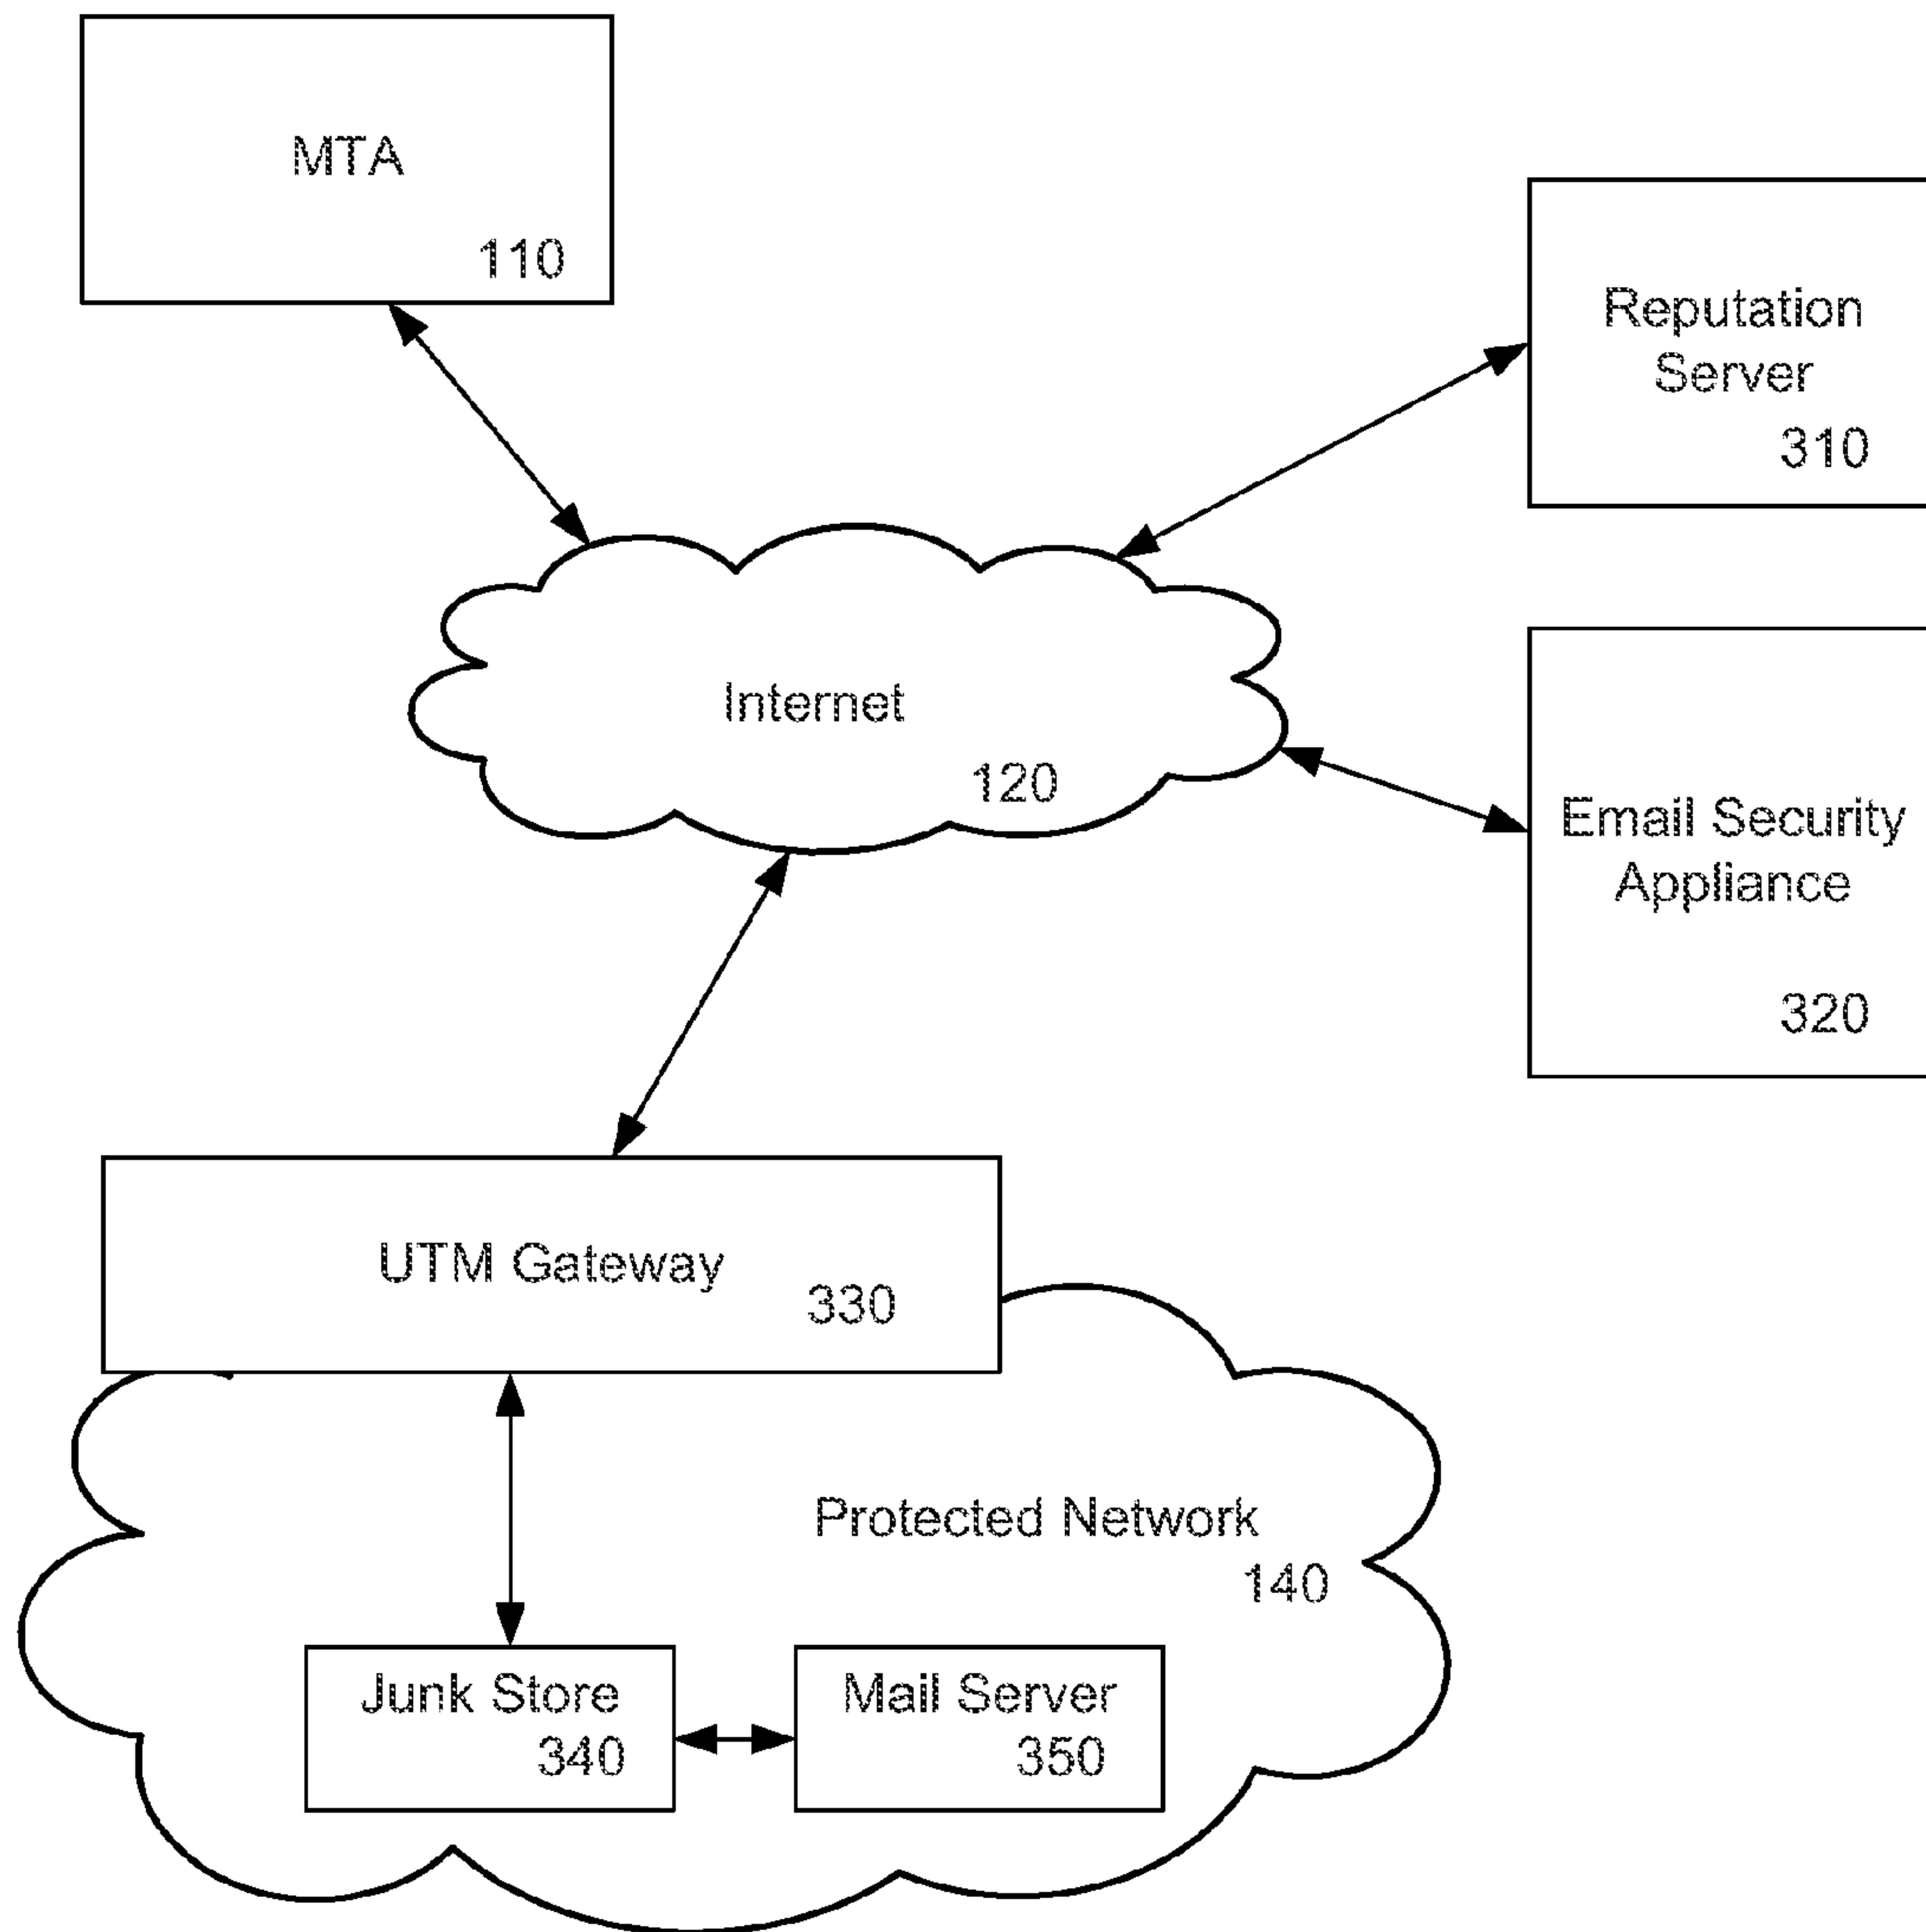 MTA
110
Reputation
Server
310
Internet
120
Email Security
Appliance
320
UTM Gateway
330
Protected Network
140
Junk Store
340
Mail Server
350